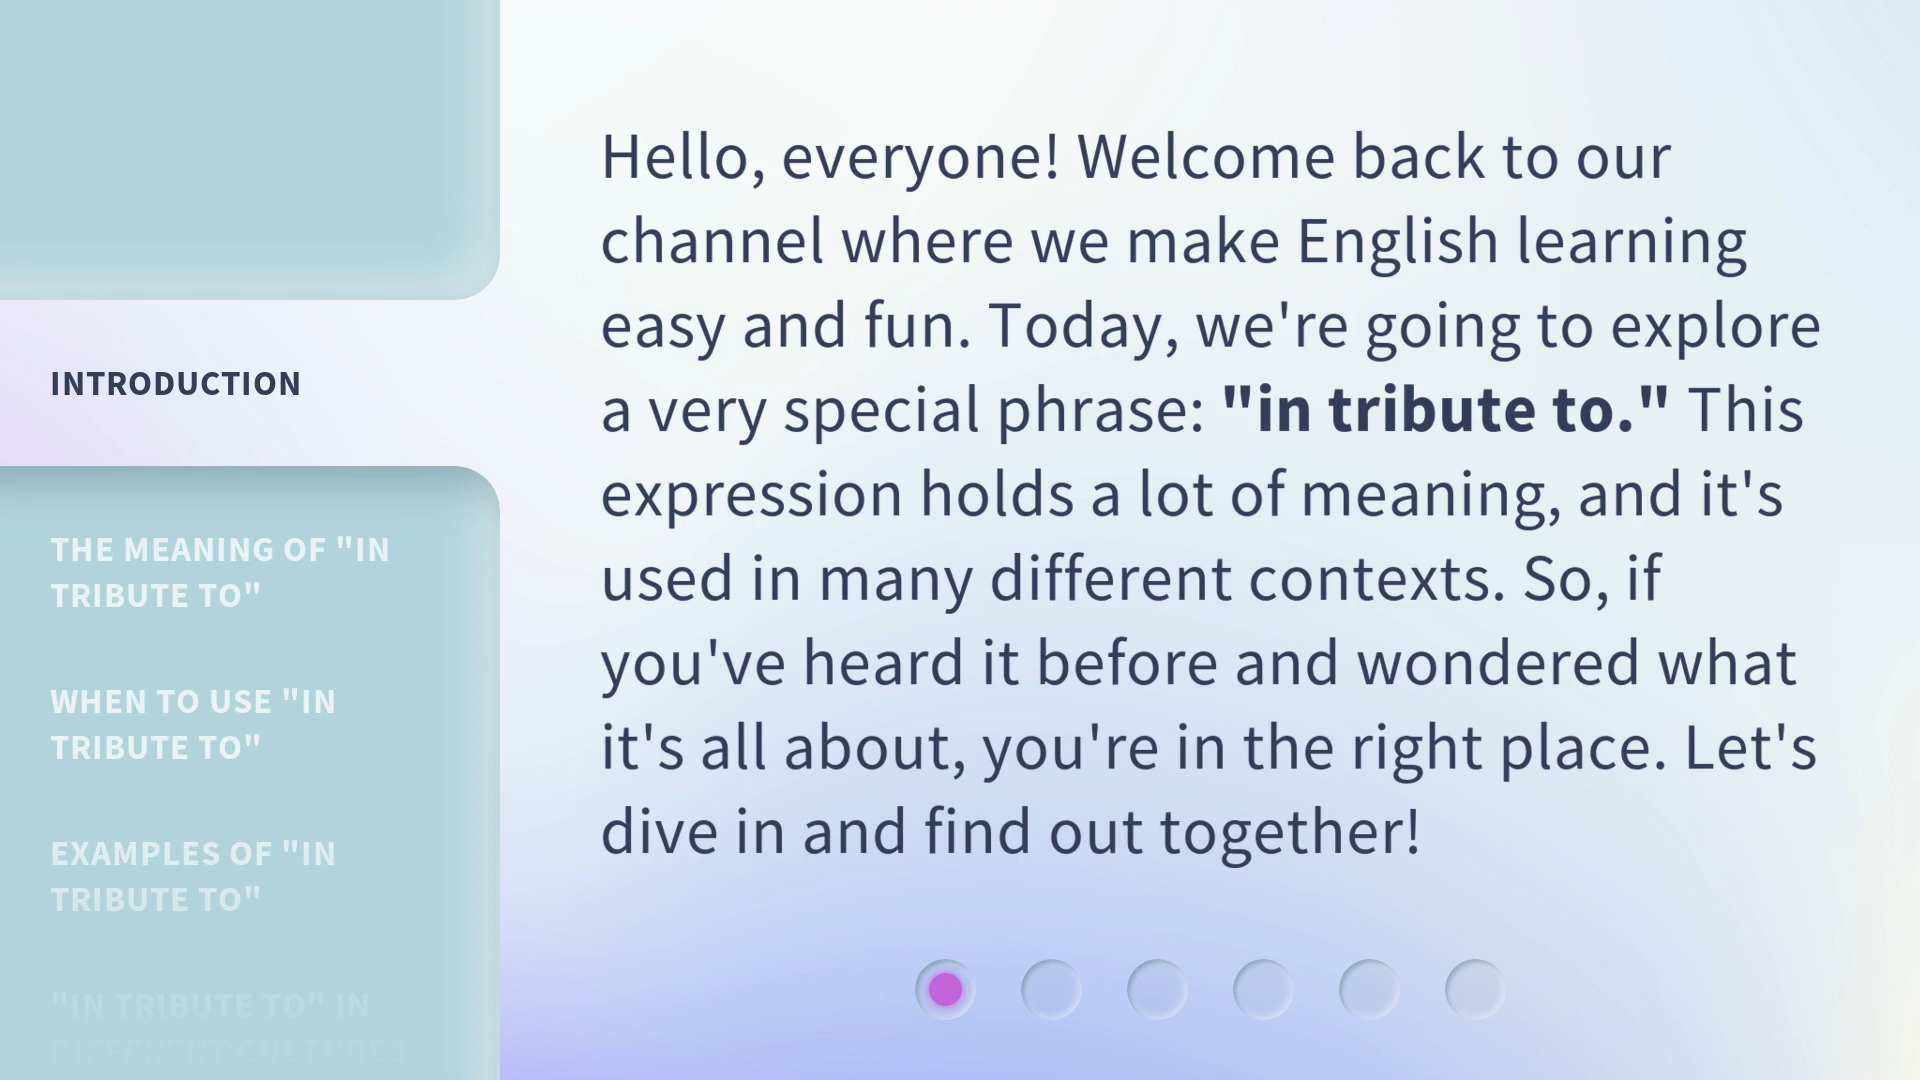 INTRODUCTION
THE MEANING OF "IN
TRIBUTE TO"
WHEN TO USE "IN
TRIBUTE TO"
EXAMPLES OF "IN
TRIBUTE TO"
"IN TRIBUTE TO" IN
DIFFERENT CULTURES
Hello, everyone! Welcome back to our
channel where we make English learning
easy and fun. Today, we're going to explore
a very special phrase: "in tribute to." This
expression holds a lot of meaning, and it's
used in many different contexts. So, if
you've heard it before and wondered what
it's all about, you're in the right place. Let's
dive in and find out together!